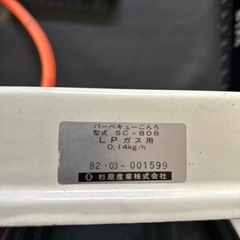 バーベキューこんろ
型式 SC-808
LPガス用
0.14kg/h
82・03-001599
杉原産業株式会社